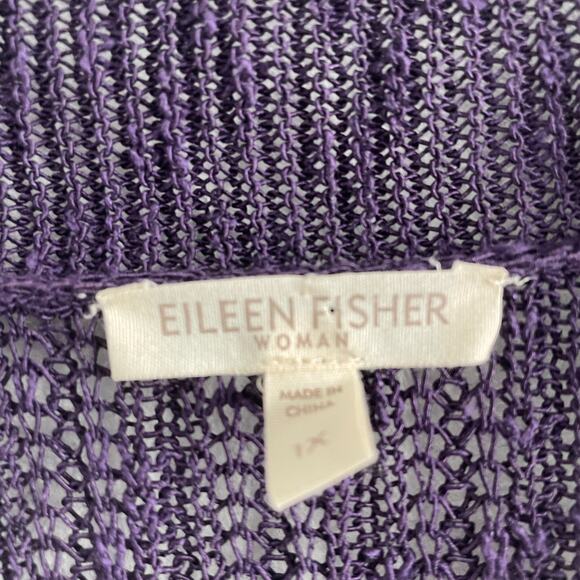 EILEEN FISHER
WOMAN
MADE IN
CHINA
1X